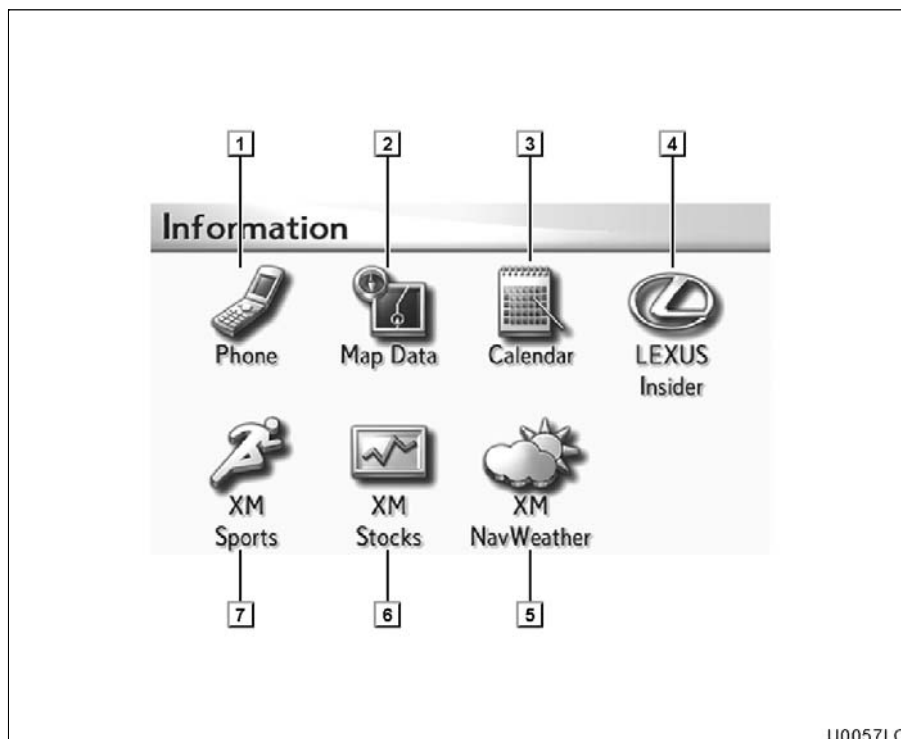 1 2 3 4
Information
Phone Map Data Calendar LEXUS
Insider
XM XM XM
Sports Stocks NavWeather
7 6 5